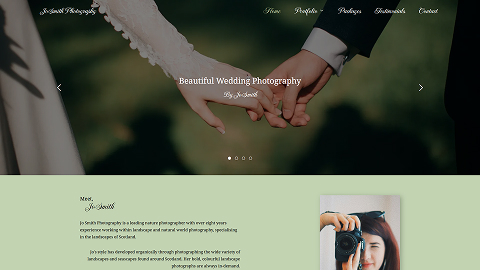 Jo Smith Photography
Home Portfolio Packages Testimonials Contact
Beautiful Wedding Photography
By Jo Smith
Meet,
Jo Smith
Jo Smith Photography is a leading nature photographer with over eight years
experience working within landscape and natural world photography, specialising
in the landscapes of Scotland.
Jo's style has developed organically through photographing the wide variety of
landscapes and seascapes found around Scotland. Her bold, colourful landscape
photographs are always in demand.